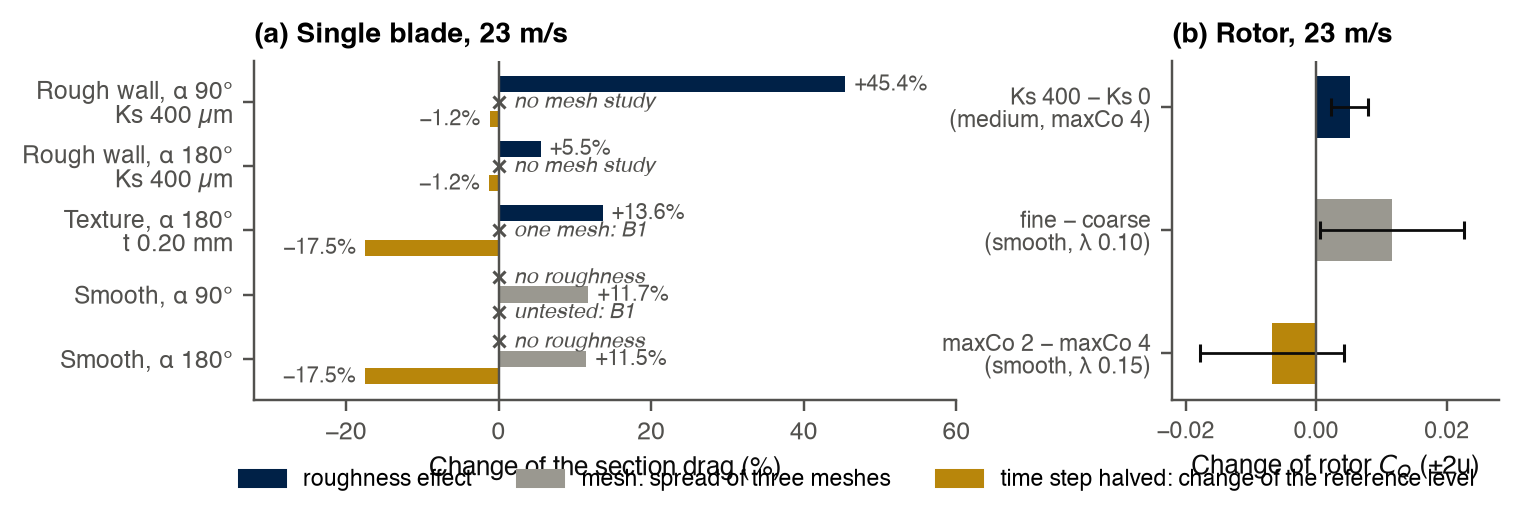 (a) Single blade, 23 m/s
Rough wall, α 90°
Ks 400 µm
+45.4%
no mesh study
−1.2%
Rough wall, α 180°
Ks 400 µm
+5.5%
no mesh study
−1.2%
Texture, α 180°
t 0.20 mm
+13.6%
one mesh: B1
−17.5%
Smooth, α 90°
no roughness
+11.7%
untested: B1
Smooth, α 180°
no roughness
+11.5%
−17.5%
−20 0 20 40 60
Change of the section drag (%)
(b) Rotor, 23 m/s
Ks 400 – Ks 0
(medium, maxCo 4)
fine – coarse
(smooth, λ 0.10)
maxCo 2 – maxCo 4
(smooth, λ 0.15)
−0.02 0.00 0.02
Change of rotor CQ (±2u)
roughness effect
mesh: spread of three meshes
time step halved: change of the reference level